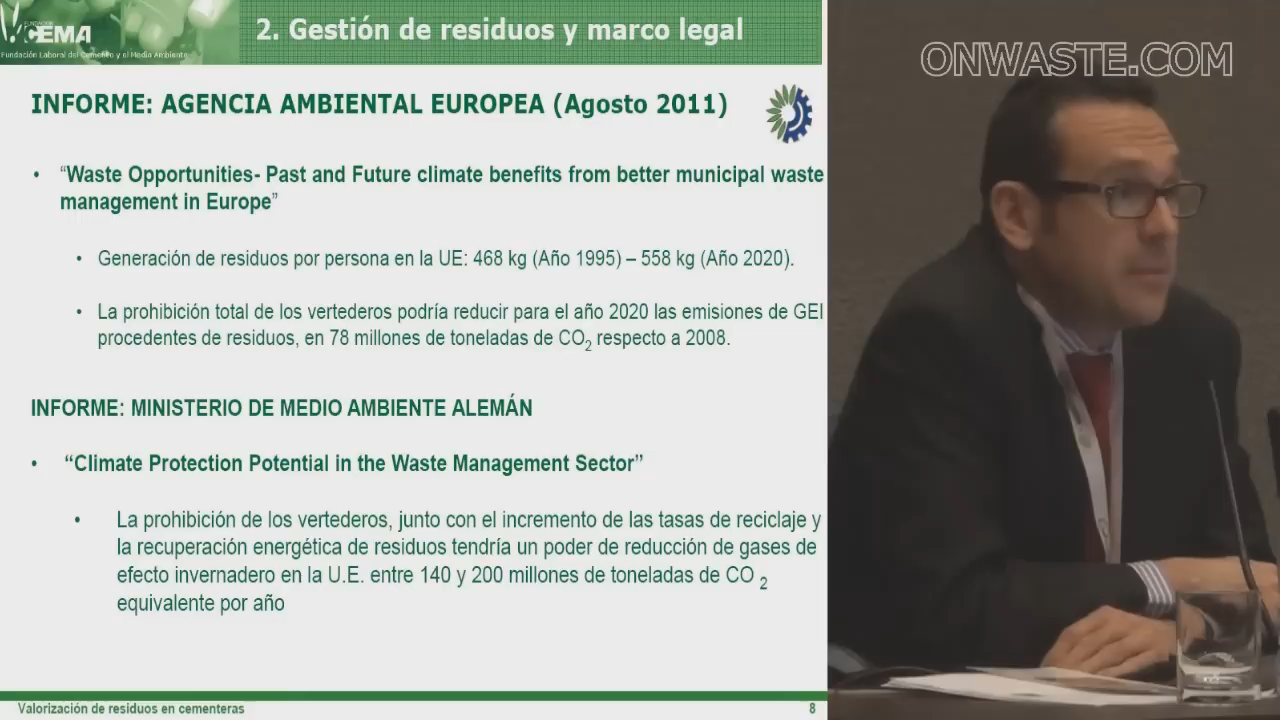 FUNDACIÓN
CEMA
Fundación Laboral del Cemento y el Medio Ambiente
2. Gestión de residuos y marco legal
ONWASTE.COM
INFORME: AGENCIA AMBIENTAL EUROPEA (Agosto 2011)
• “Waste Opportunities- Past and Future climate benefits from better municipal waste
management in Europe”
• Generación de residuos por persona en la UE: 468 kg (Año 1995) – 558 kg (Año 2020).
• La prohibición total de los vertederos podría reducir para el año 2020 las emisiones de GEI
procedentes de residuos, en 78 millones de toneladas de CO2 respecto a 2008.
INFORME: MINISTERIO DE MEDIO AMBIENTE ALEMÁN
• “Climate Protection Potential in the Waste Management Sector”
• La prohibición de los vertederos, junto con el incremento de las tasas de reciclaje y
la recuperación energética de residuos tendría un poder de reducción de gases de
efecto invernadero en la U.E. entre 140 y 200 millones de toneladas de CO 2
equivalente por año
Valorización de residuos en cementeras
8